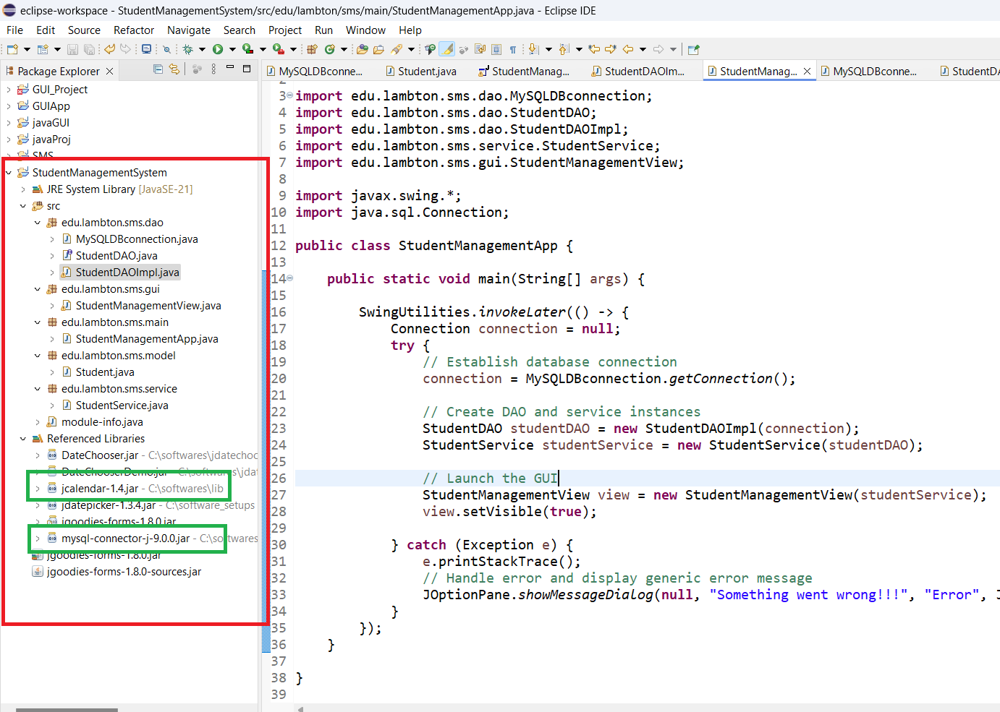 eclipse-workspace - StudentManagementSystem/src/edu/lambton/sms/main/StudentManagementApp.java - Eclipse IDE
File Edit Source Refactor Navigate Search Project Run Window Help
Package Explorer
GUI_Project
GUIApp
javaGUI
javaProj
SMS
StudentManagementSystem
JRE System Library [JavaSE-21]
src
edu.lambton.sms.dao
MySQLDBconnection.java
StudentDAO.java
StudentDAOImpl.java
edu.lambton.sms.gui
StudentManagementView.java
edu.lambton.sms.main
StudentManagementApp.java
edu.lambton.sms.model
Student.java
edu.lambton.sms.service
StudentService.java
module-info.java
Referenced Libraries
DateChooser.jar - C:\softwares\jdatechoo
DateChooserDemo.jar - C:\softwares\jdat
jcalendar-1.4.jar - C:\softwares\lib
jdatepicker-1.3.4.jar - C:\software_setups
jgoodies-forms-1.8.0.jar
mysql-connector-j-9.0.0.jar - C:\softwares
jgoodies-forms-1.8.0.jar
jgoodies-forms-1.8.0-sources.jar
MySQLDBconne... Student.java StudentManag... StudentDAOIm... StudentManag... MySQLDBconne... StudentDA
2
3 import edu.lambton.sms.dao.MySQLDBconnection;
4 import edu.lambton.sms.dao.StudentDAO;
5 import edu.lambton.sms.dao.StudentDAOImpl;
6 import edu.lambton.sms.service.StudentService;
7 import edu.lambton.sms.gui.StudentManagementView;
8
9 import javax.swing.*;
10 import java.sql.Connection;
11
12 public class StudentManagementApp {
13
14 public static void main(String[] args) {
15
16 SwingUtilities.invokeLater(() -> {
17 Connection connection = null;
18 try {
19 // Establish database connection
20 connection = MySQLDBconnection.getConnection();
21
22 // Create DAO and service instances
23 StudentDAO studentDAO = new StudentDAOImpl(connection);
24 StudentService studentService = new StudentService(studentDAO);
25
26 // Launch the GUI
27 StudentManagementView view = new StudentManagementView(studentService);
28 view.setVisible(true);
29
30 } catch (Exception e) {
31 e.printStackTrace();
32 // Handle error and display generic error message
33 JOptionPane.showMessageDialog(null, "Something went wrong!!!", "Error", J
34 }
35 });
36 }
37
38 }
39